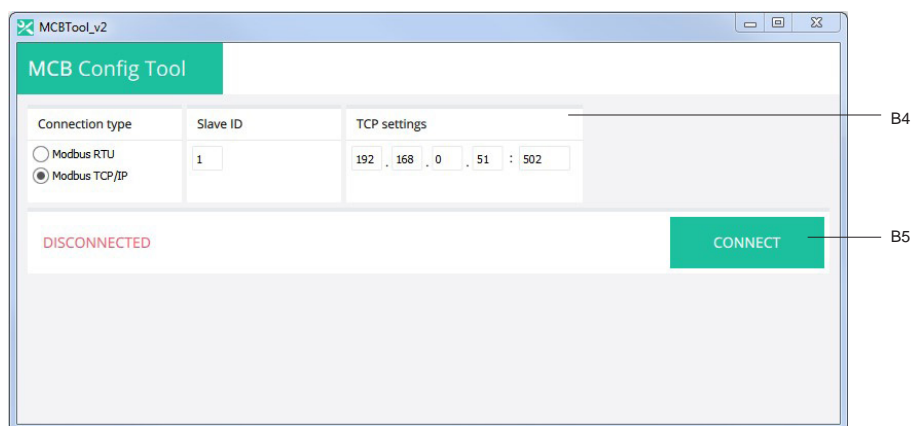 MCBTool_v2
MCB Config Tool
B4
Connection type Slave ID TCP settings
Modbus RTU
1 192 . 168 . 0 . 51 : 502
Modbus TCP/IP
B5
DISCONNECTED CONNECT